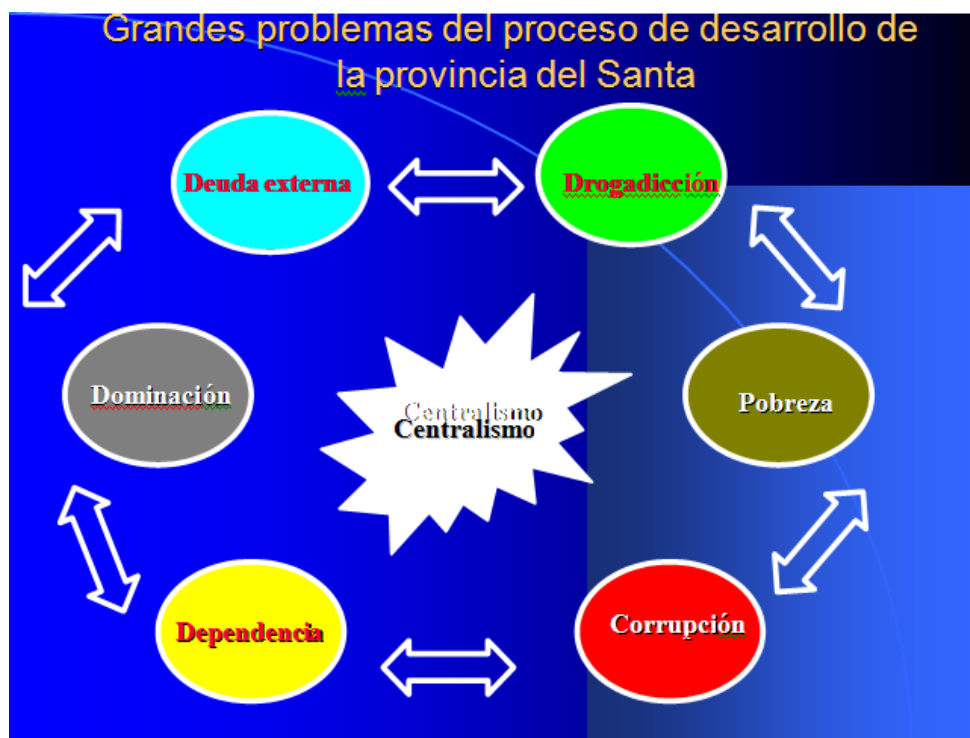 Grandes problemas del proceso de desarrollo de
la provincia del Santa
Deuda externa
Drogadicción
Dominación
Centralismo
Centralismo
Pobreza
Dependencia
Corrupción